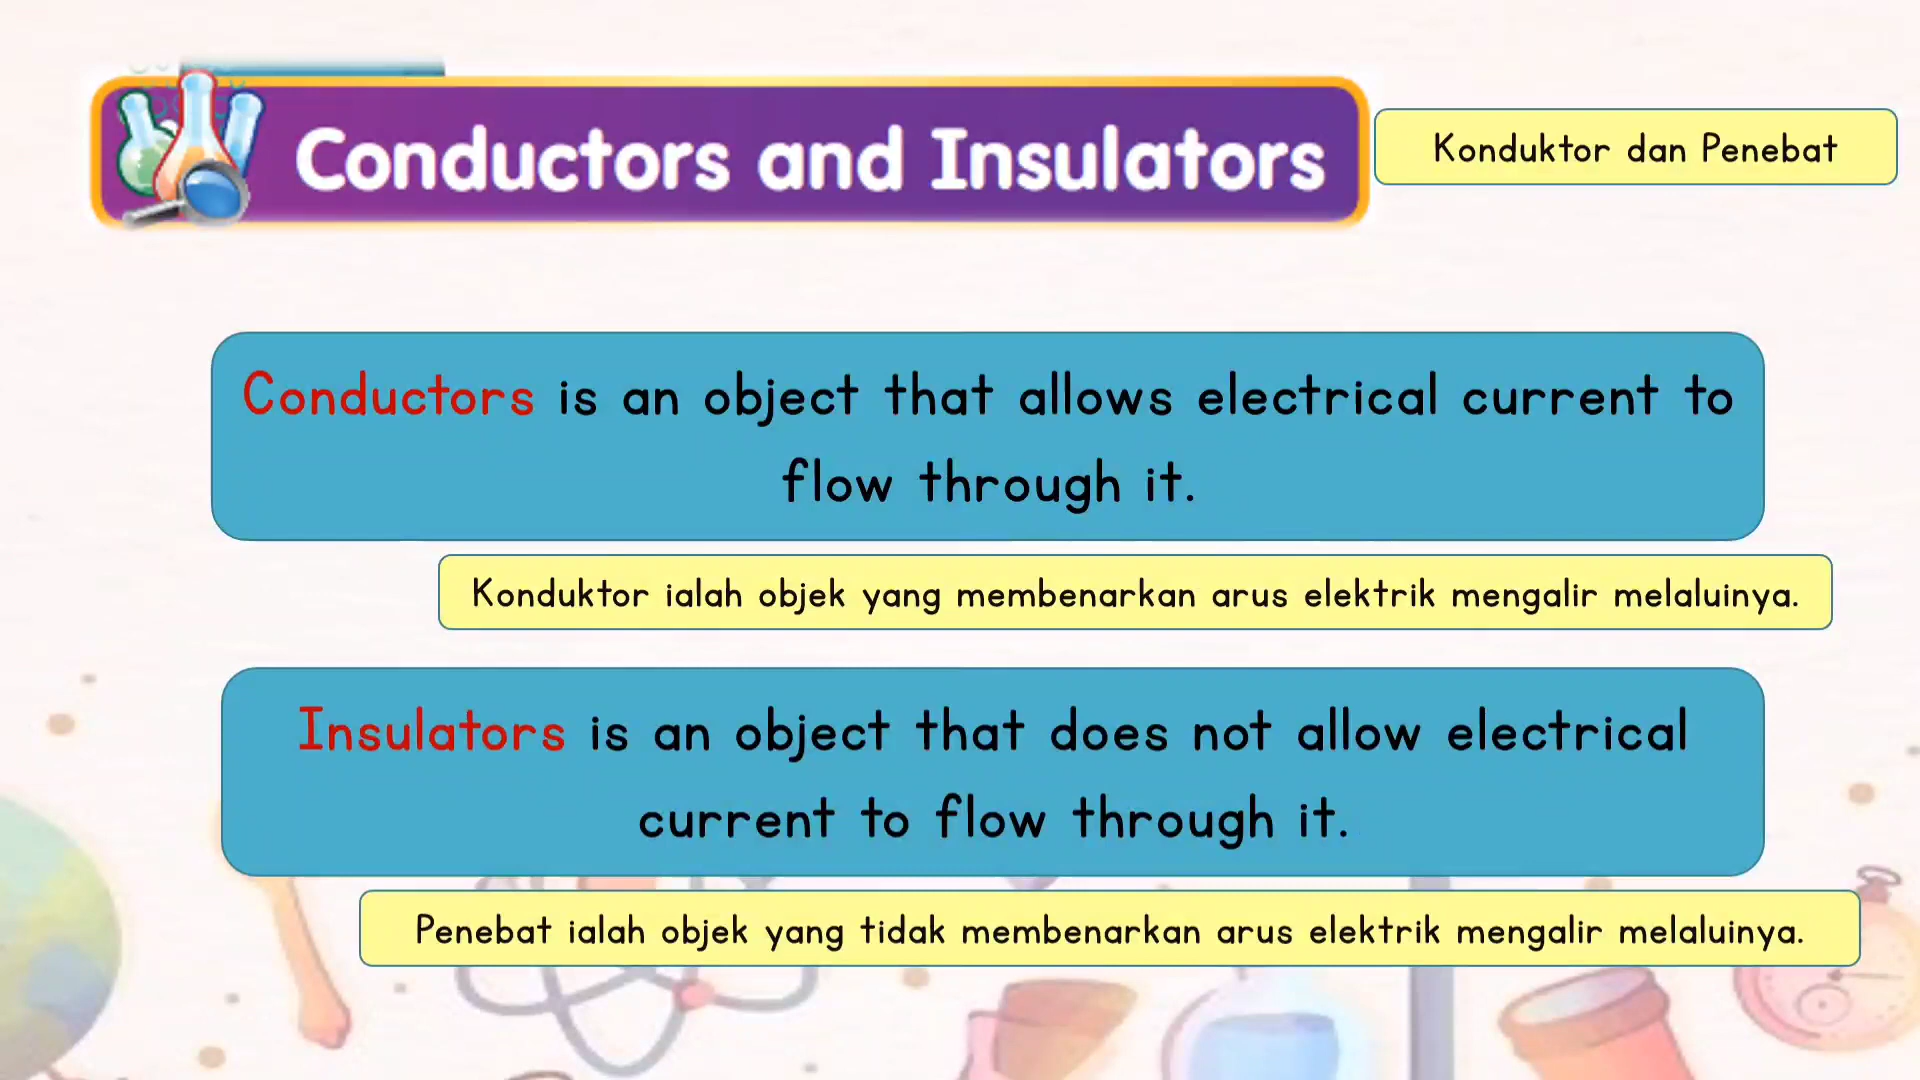 Conductors and Insulators
Konduktor dan Penebat
Conductors is an object that allows electrical current to
flow through it.
Konduktor ialah objek yang membenarkan arus elektrik mengalir melaluinya.
Insulators is an object that does not allow electrical
current to flow through it.
Penebat ialah objek yang tidak membenarkan arus elektrik mengalir melaluinya.